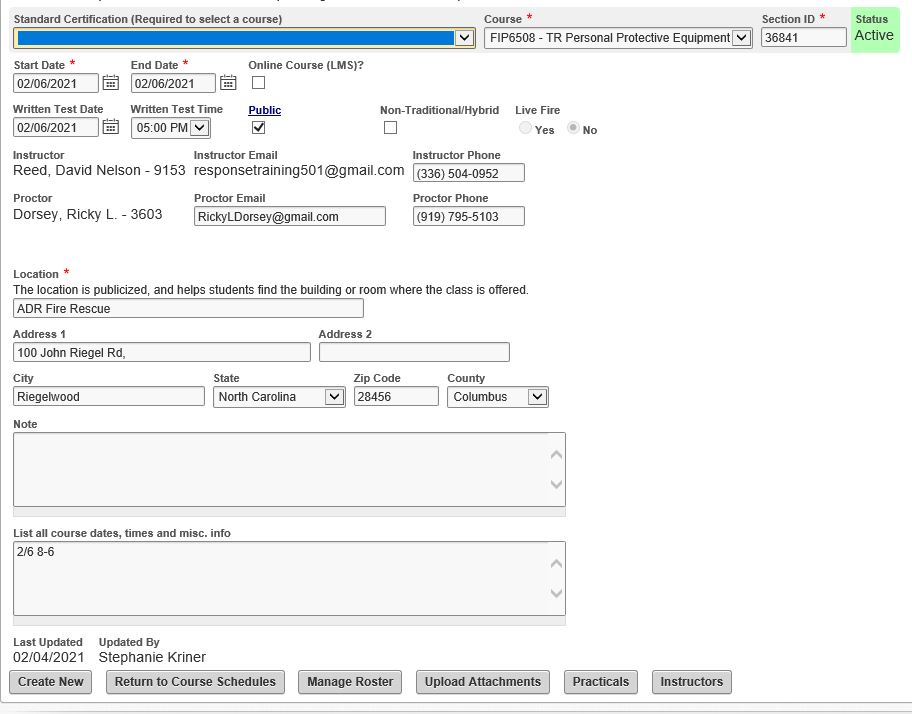 Standard Certification (Required to select a course) Course * Section ID * Status
FIP6508 - TR Personal Protective Equipment 36841 Active
Start Date * End Date * Online Course (LMS)?
02/06/2021 02/06/2021
Written Test Date Written Test Time Public Non-Traditional/Hybrid Live Fire
02/06/2021 05:00 PM Yes No
Instructor Instructor Email Instructor Phone
Reed, David Nelson - 9153 responsetraining501@gmail.com (336) 504-0952
Proctor Proctor Email Proctor Phone
Dorsey, Ricky L. - 3603 RickyLDorsey@gmail.com (919) 795-5103
Location *
The location is publicized, and helps students find the building or room where the class is offered.
ADR Fire Rescue
Address 1 Address 2
100 John Riegel Rd,
City State Zip Code County
Riegelwood North Carolina 28456 Columbus
Note
List all course dates, times and misc. info
2/6 8-6
Last Updated Updated By
02/04/2021 Stephanie Kriner
Create New Return to Course Schedules Manage Roster Upload Attachments Practicals Instructors